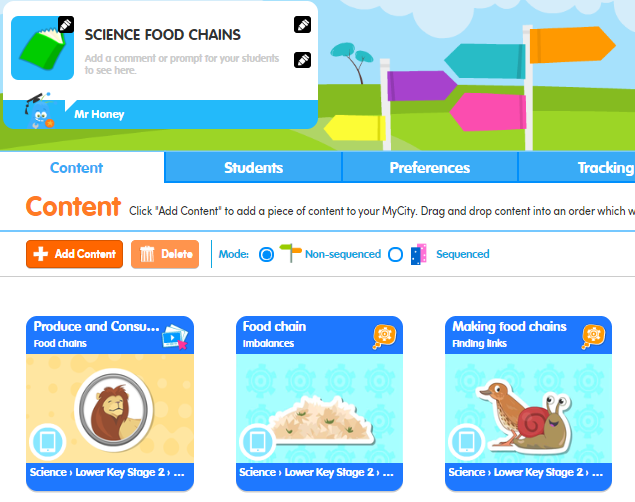 SCIENCE FOOD CHAINS
Add a comment or prompt for your students
to see here.
Mr Honey
Content Students Preferences Tracking
Content Click "Add Content" to add a piece of content to your MyCity. Drag and drop content into an order which w
Add Content Delete Mode: Non-sequenced Sequenced
Produce and Consu... Food chain Making food chains
Food chains Imbalances Finding links
Science › Lower Key Stage 2 › ... Science › Lower Key Stage 2 › ... Science › Lower Key Stage 2 › ...